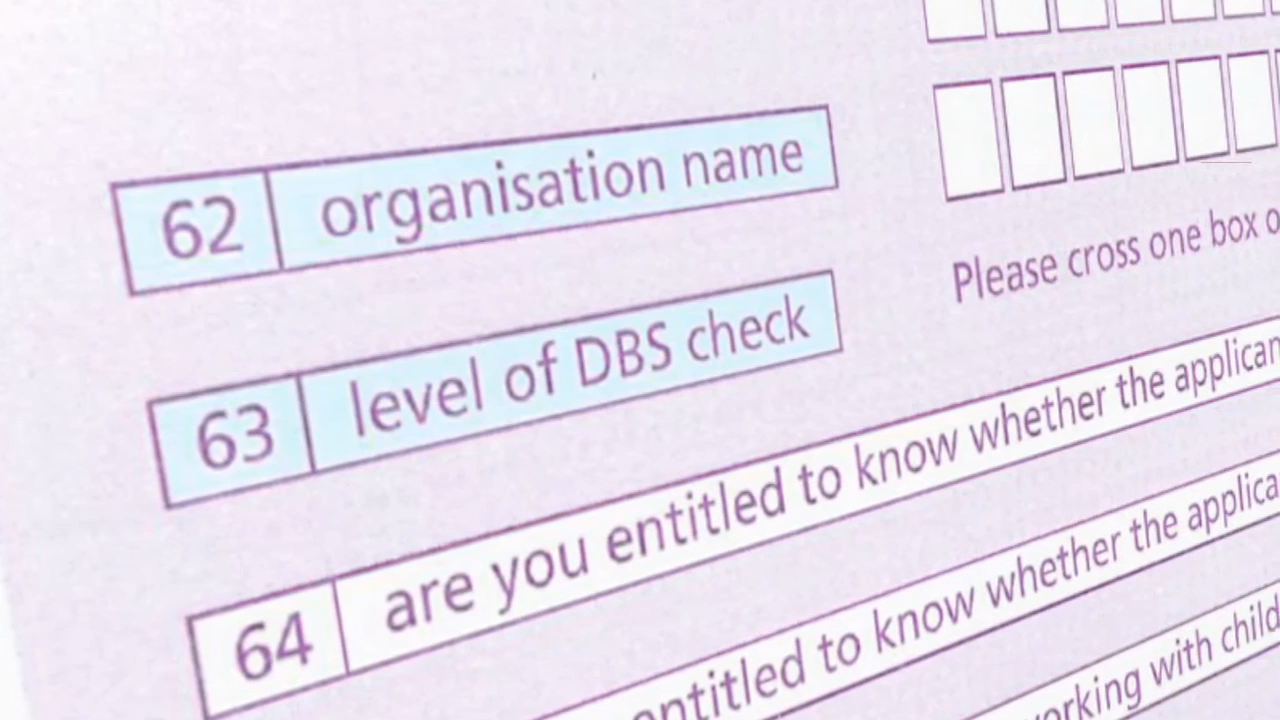 62 organisation name
63 level of DBS check
Please cross one box
64 are you entitled to know whether the
entitled to know whether the
with